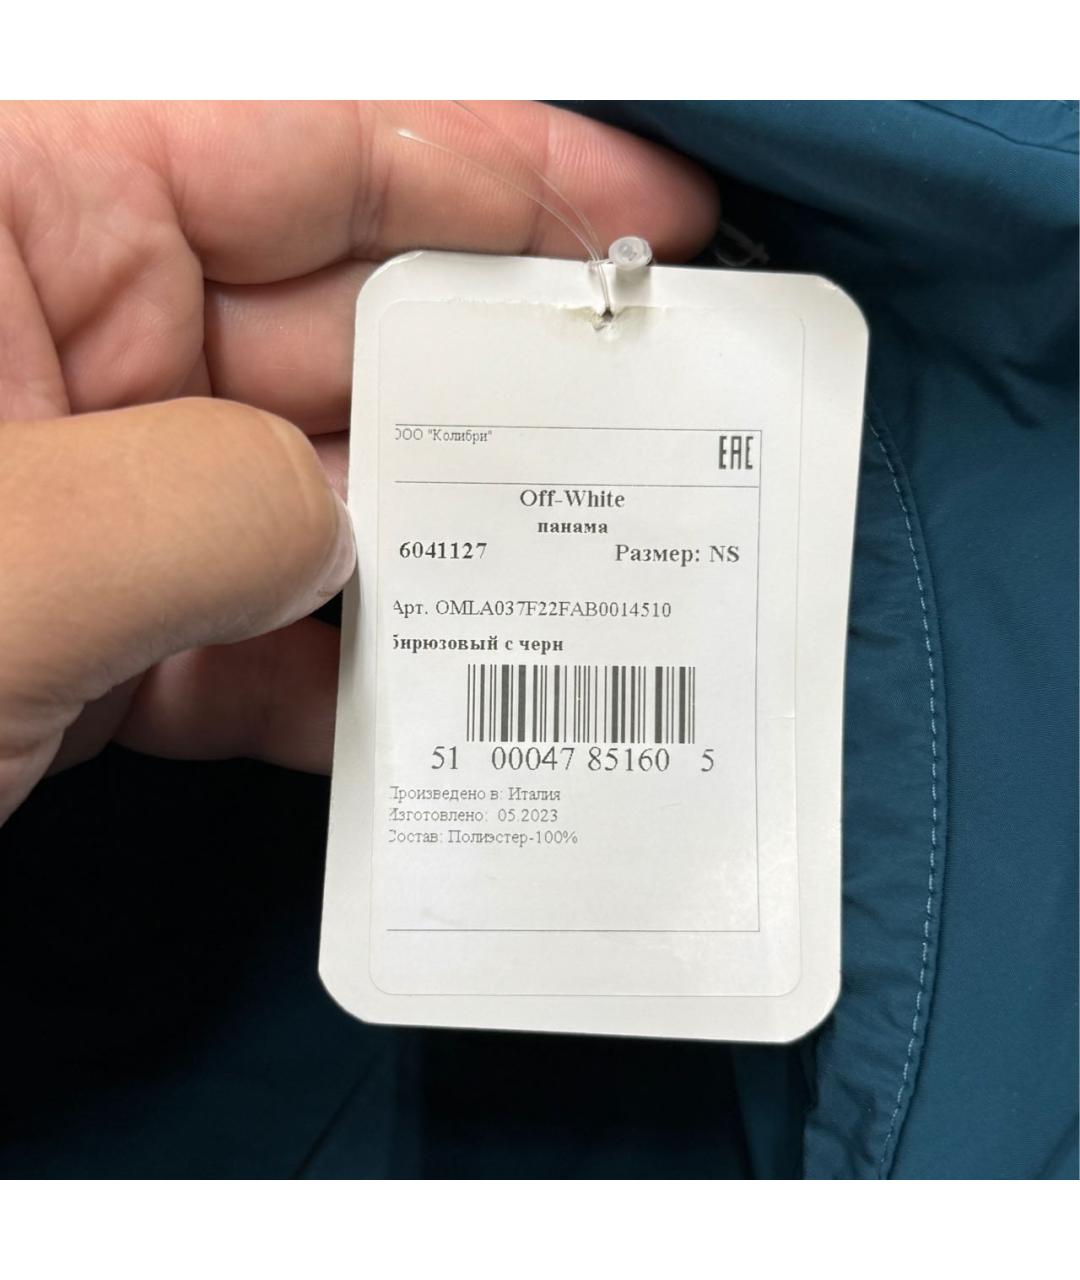 ООО "Колибри"
EAC
Off-White
панама
6041127 Размер: NS
Арт. OMLA037F22FAB0014510
бирюзовый с черн
51 00047 85160 5
Произведено в: Италия
Изготовлено: 05.2023
Состав: Полиэстер-100%